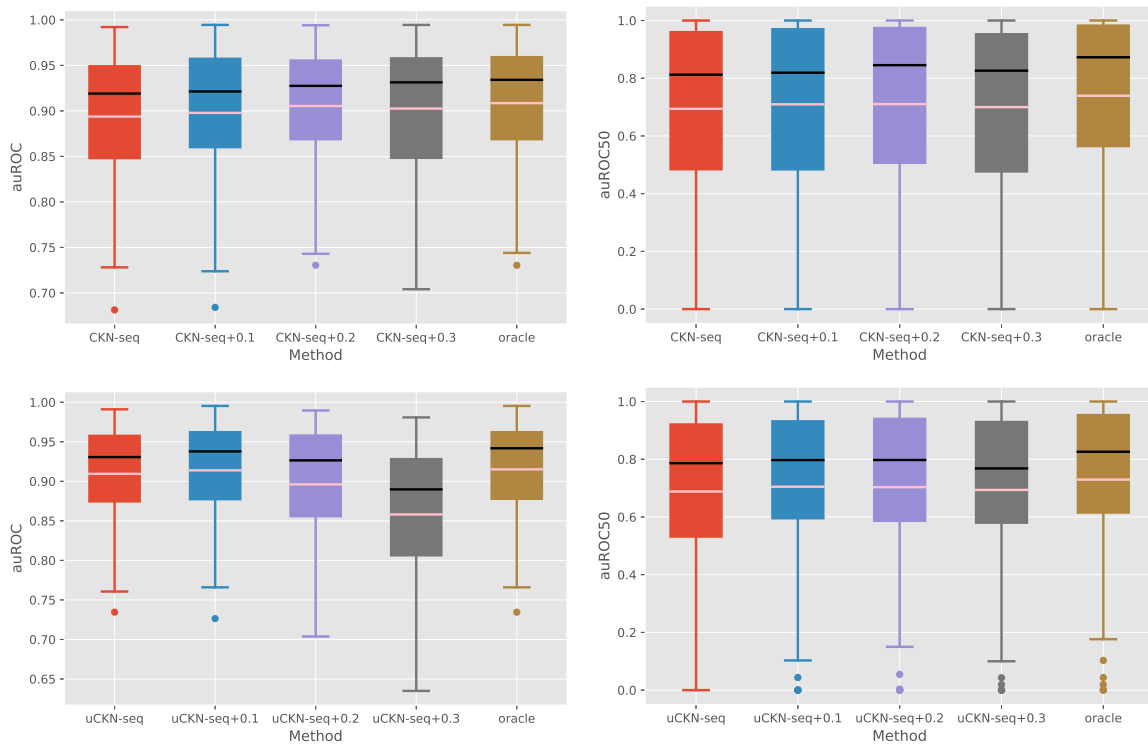 auROC
1.00
0.95
0.90
0.85
0.80
0.75
0.70
CKN-seq CKN-seq+0.1 CKN-seq+0.2 CKN-seq+0.3 oracle
Method
auROC50
1.0
0.8
0.6
0.4
0.2
0.0
CKN-seq CKN-seq+0.1 CKN-seq+0.2 CKN-seq+0.3 oracle
Method
auROC
1.00
0.95
0.90
0.85
0.80
0.75
0.70
0.65
uCKN-seq uCKN-seq+0.1 uCKN-seq+0.2 uCKN-seq+0.3 oracle
Method
auROC50
1.0
0.8
0.6
0.4
0.2
0.0
uCKN-seq uCKN-seq+0.1 uCKN-seq+0.2 uCKN-seq+0.3 oracle
Method